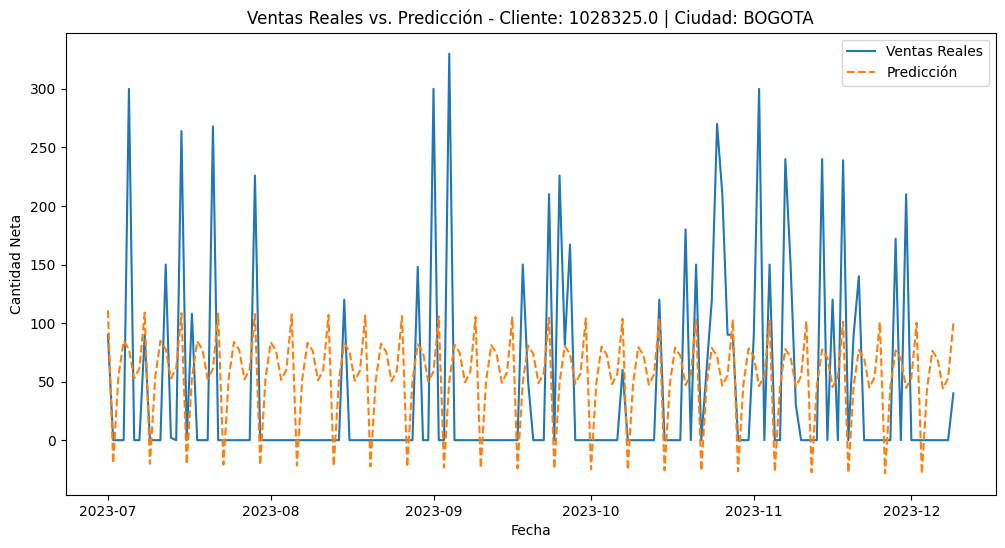 Ventas Reales vs. Predicción - Cliente: 1028325.0 | Ciudad: BOGOTA
Ventas Reales
Predicción
Cantidad Neta
300
250
200
150
100
50
0
2023-07
2023-08
2023-09
2023-10
2023-11
2023-12
Fecha